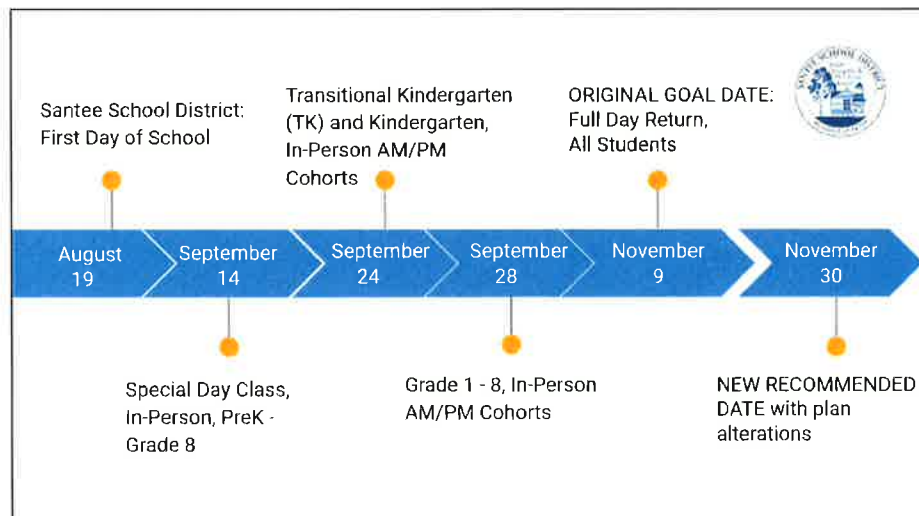 Santee School District:
First Day of School
Transitional Kindergarten
(TK) and Kindergarten,
In-Person AM/PM
Cohorts
ORIGINAL GOAL DATE:
Full Day Return,
All Students
SANTEE SCHOOL DISTRICT
August
19
September
14
September
24
September
28
November
9
November
30
Special Day Class,
In-Person, PreK -
Grade 8
Grade 1 - 8, In-Person
AM/PM Cohorts
NEW RECOMMENDED
DATE with plan
alterations